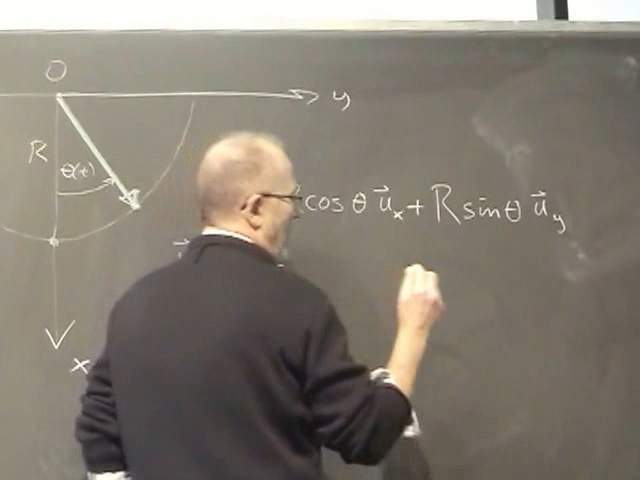 O
y
R
θ(t)
cos θ u⃗ₓ + R sin θ u⃗ᵧ
x